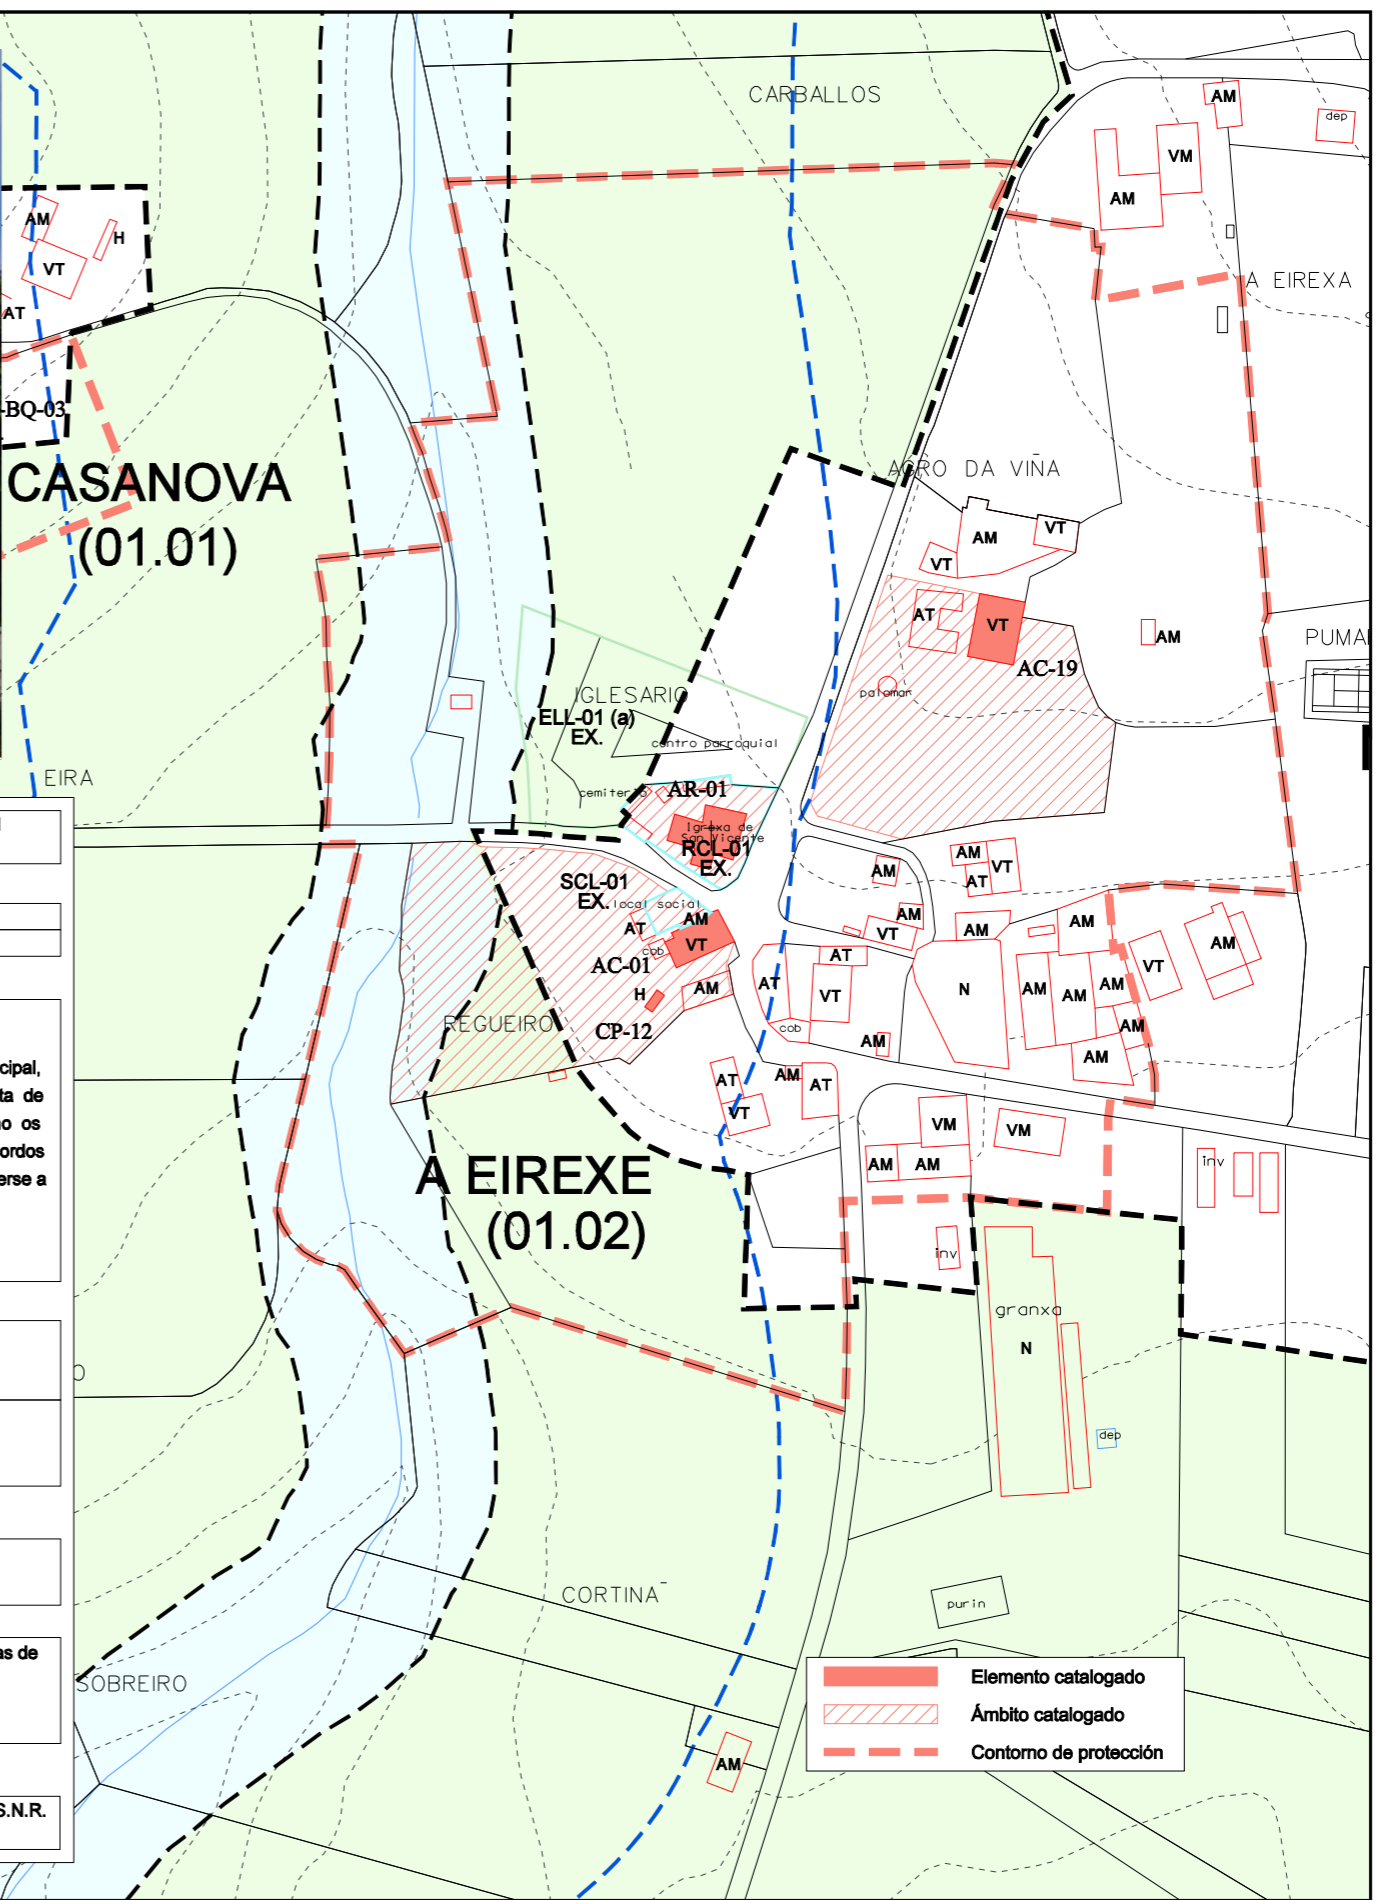 CARBALLOS
AM
dep
VM
AM
AM
H
VT
AT
A EIREXA
-BQ-03
CASANOVA
(01.01)
AGRO DA VIÑA
AM
VT
VT
AT
VT
AM
PUMA
AC-19
palomar
IGLESARIO
ELL-01 (a)
EX.
centro parroquial
EIRA
cemiterio
AR-01
Igrexa de
San Vicente
RCL-01
EX.
AM
VT
AT
AM
SCL-01
EX.
local social
AM
AT
VT
cob
AM
VT
AM
AM
AM
VT
AC-01
AT
AT
VT
N
AM
AM
AM
H
AM
REGUEIRO
CP-12
cob
AM
AM
AM
cipal,
ta de
no os
ordos
erse a
AT
VT
AM
AT
VM
VM
AM
AM
inv
A EIREXE
(01.02)
inv
granxa
N
dep
O
CORTINA
purin
as de
SOBREIRO
Elemento catalogado
Ámbito catalogado
Contorno de protección
AM
S.N.R.